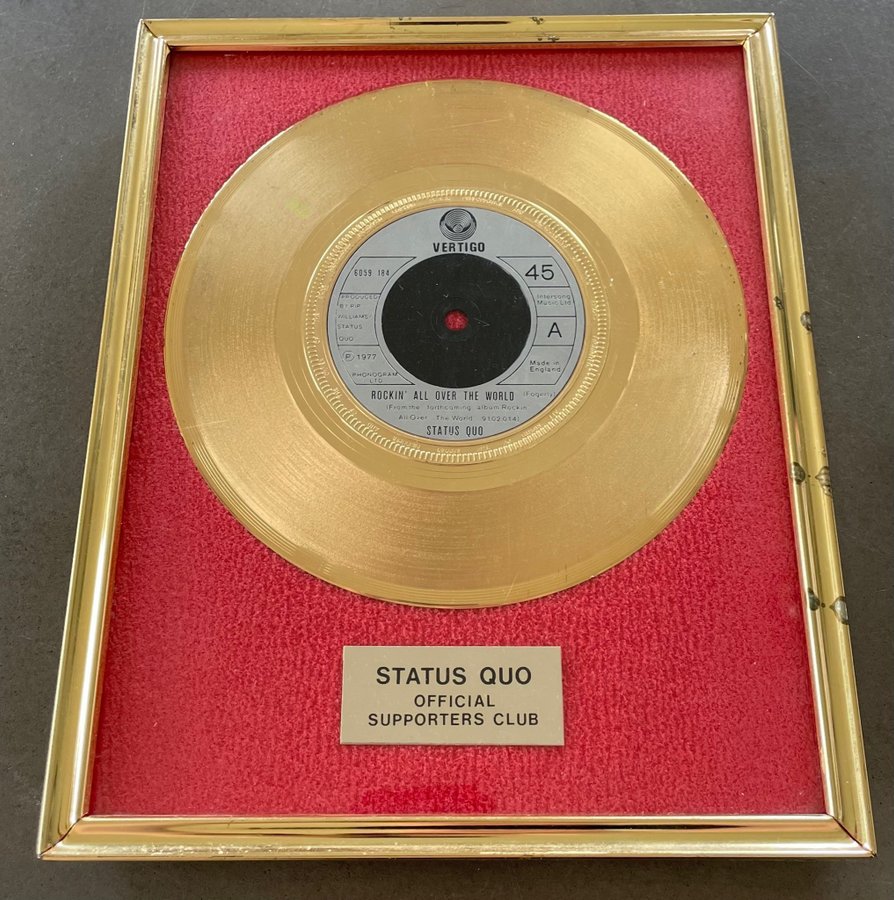 VERTIGO
6059 184
45
PRODUCED
BY PIP
WILLIAMS/
STATUS
QUO
Intersong
Music Ltd
A
Ⓟ 1977
Made in
England
PHONOGRAM
LTD
ROCKIN' ALL OVER THE WORLD (Fogerty)
(From the forthcoming album Rockin'
All Over The World 9102 014)
STATUS QUO
STATUS QUO
OFFICIAL
SUPPORTERS CLUB